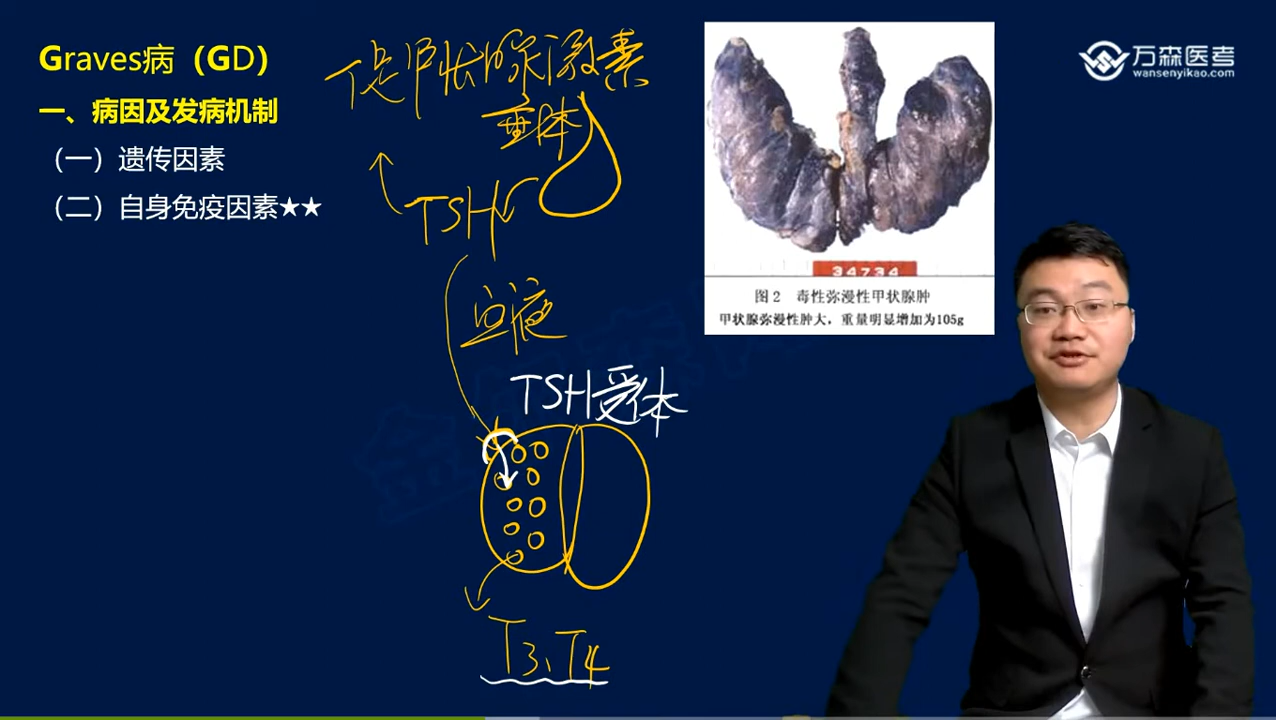 Graves病（GD）
一、病因及发病机制
（一）遗传因素
（二）自身免疫因素★★
促甲状腺激素
垂体
TSH
血液
TSH受体
T3、T4
34734
图2 毒性弥漫性甲状腺肿
甲状腺弥漫性肿大，重量明显增加为105g
万森医考
wansenyikao.com